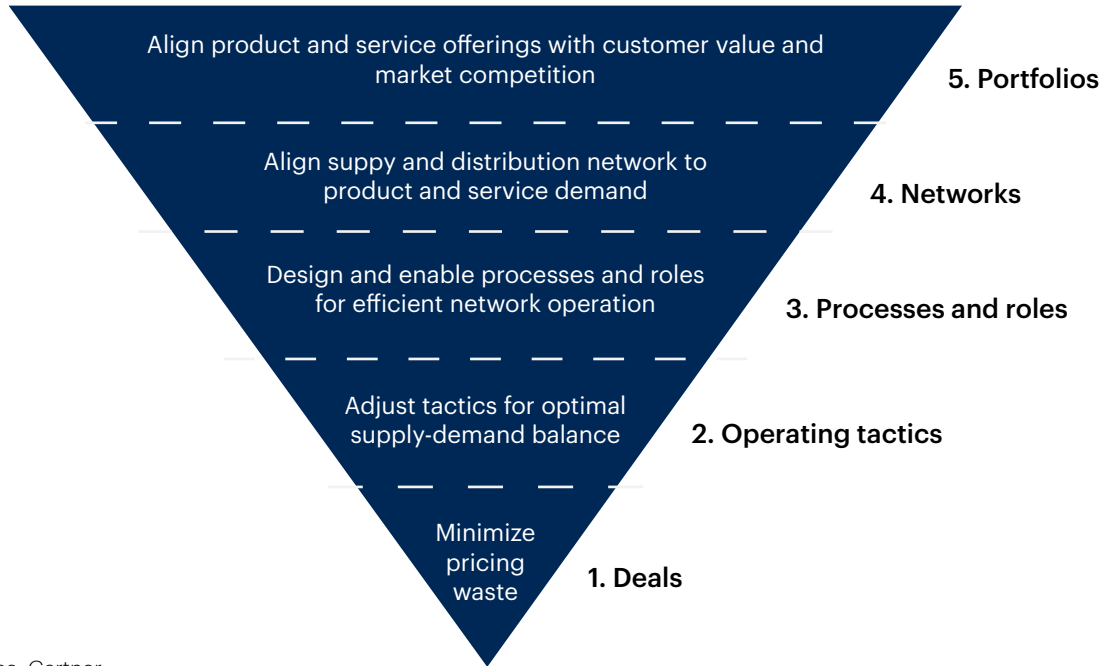 Align product and service offerings with customer value and
market competition
5. Portfolios
Align suppy and distribution network to
product and service demand
4. Networks
Design and enable processes and roles
for efficient network operation
3. Processes and roles
Adjust tactics for optimal
supply-demand balance
2. Operating tactics
Minimize
pricing
waste
1. Deals